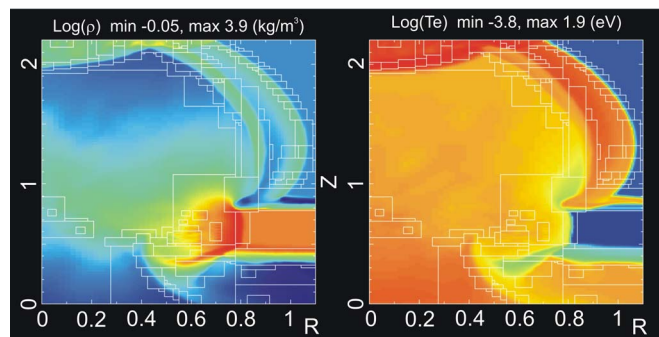 Log(ρ) min -0.05, max 3.9 (kg/m³)
Log(Te) min -3.8, max 1.9 (eV)
2
1
0
0 0.2 0.4 0.6 0.8 1 R
Z
2
1
0
0 0.2 0.4 0.6 0.8 1 R